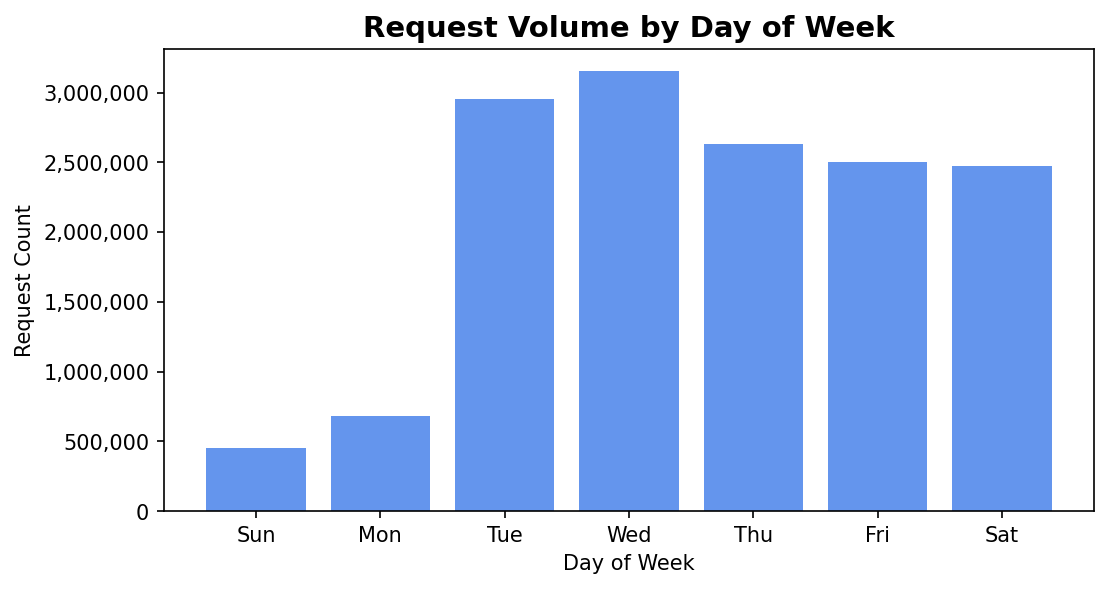 Request Volume by Day of Week
Request Count
3,000,000
2,500,000
2,000,000
1,500,000
1,000,000
500,000
0
Sun Mon Tue Wed Thu Fri Sat
Day of Week